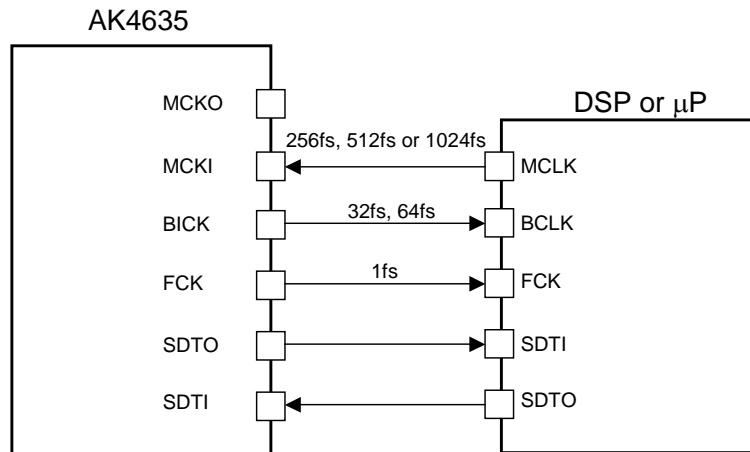 AK4635
DSP or μP
MCKO
256fs, 512fs or 1024fs
MCKI
MCLK
32fs, 64fs
BICK
BCLK
1fs
FCK
FCK
SDTO
SDTI
SDTI
SDTO